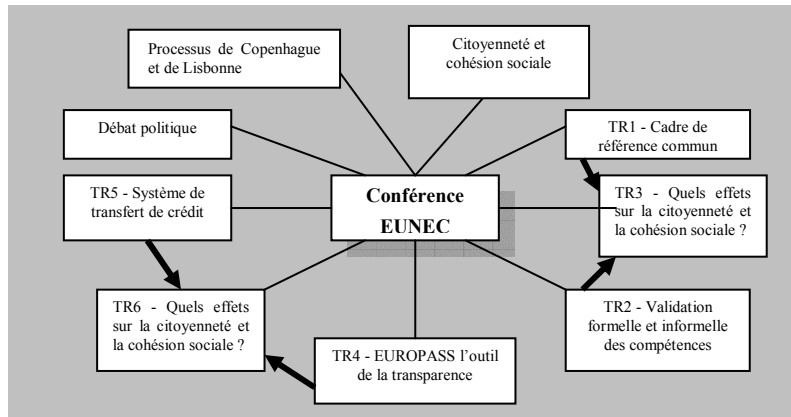 Processus de Copenhague
et de Lisbonne
Citoyenneté et
cohésion sociale
Débat politique
TR1 - Cadre de
référence commun
Conférence
EUNEC
TR5 - Système de
transfert de crédit
TR3 - Quels effets
sur la citoyenneté et
la cohésion sociale ?
TR6 - Quels effets
sur la citoyenneté et
la cohésion sociale ?
TR2 - Validation
formelle et informelle
des compétences
TR4 - EUROPASS l'outil
de la transparence